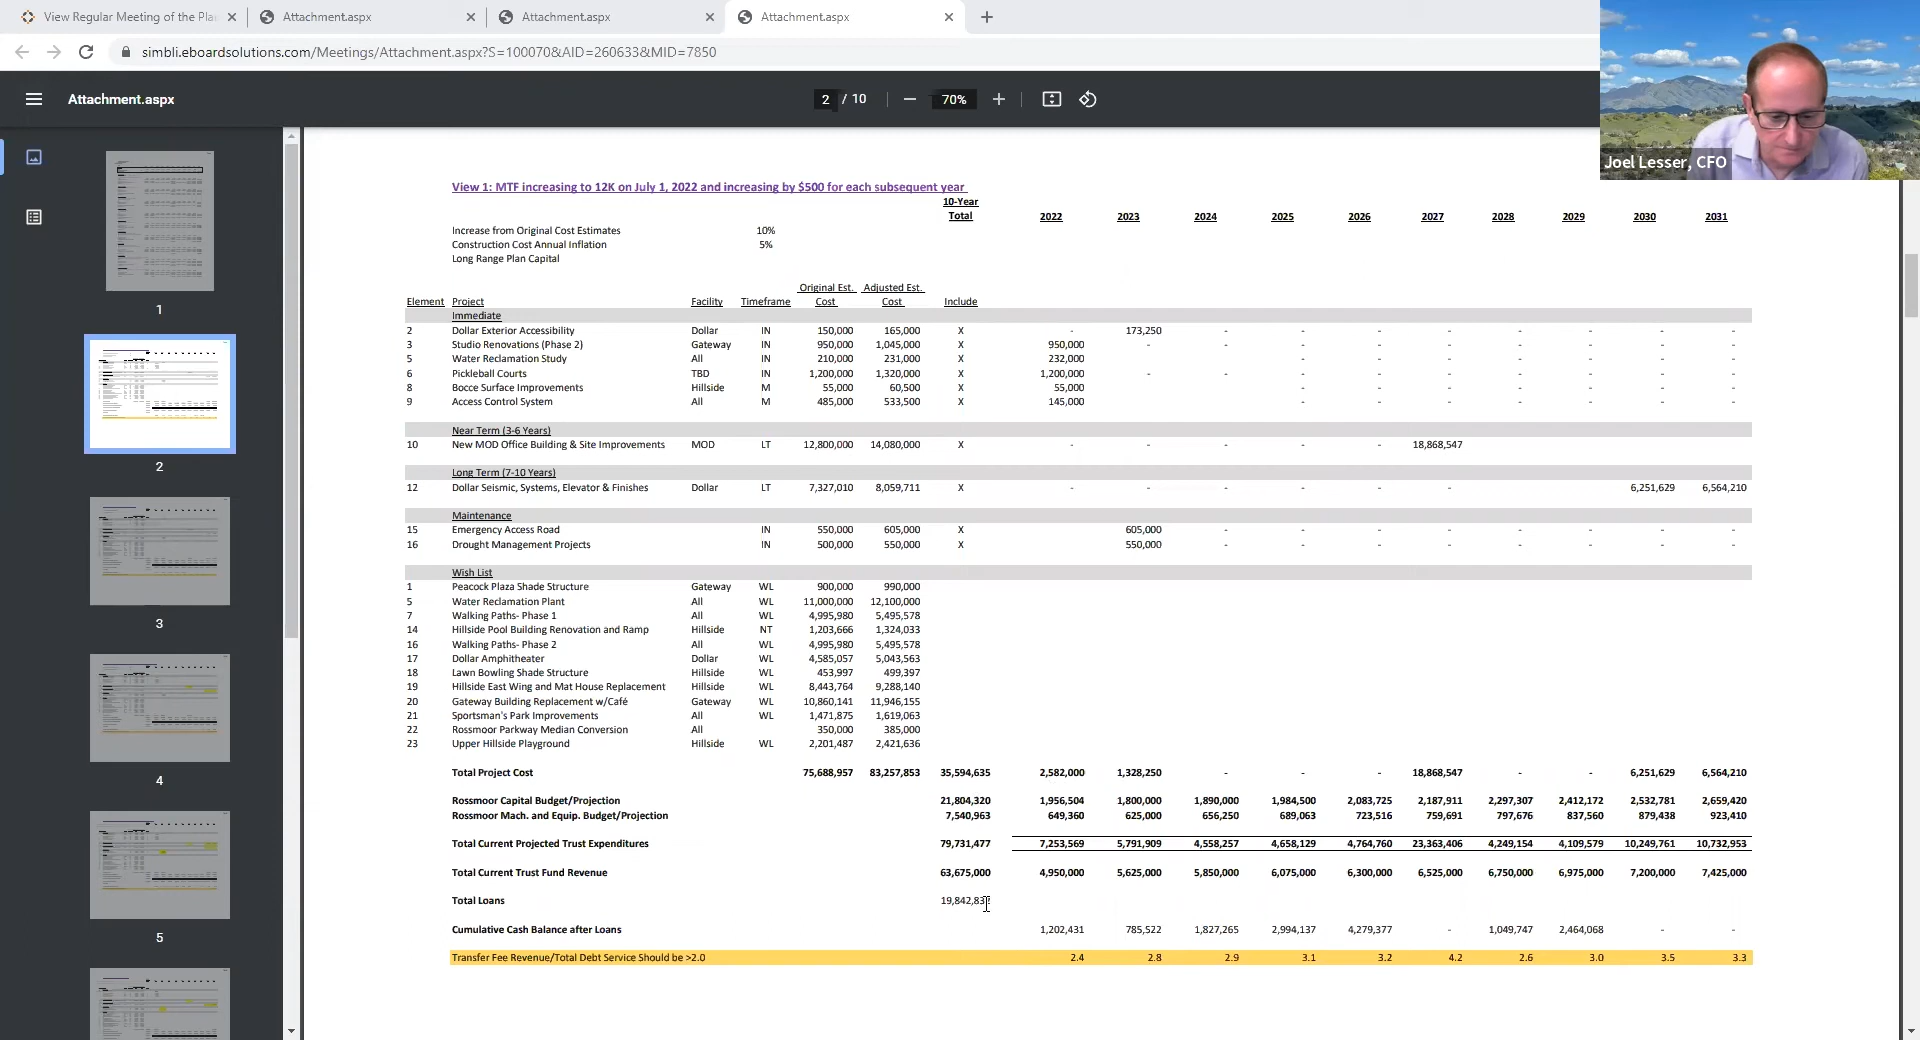 View Regular Meeting of the Pla
Attachment.aspx
Attachment.aspx
Attachment.aspx
simbli.eboardsolutions.com/Meetings/Attachment.aspx?S=100070&AID=260633&MID=7850
Attachment.aspx 2 / 10 70%
Joel Lesser, CFO
1
2
3
4
5
View 1: MTF increasing to 12K on July 1, 2022 and increasing by $500 for each subsequent year
10-Year
Total 2022 2023 2024 2025 2026 2027 2028 2029 2030 2031
Increase from Original Cost Estimates 10%
Construction Cost Annual Inflation 5%
Long Range Plan Capital
Original Est. Adjusted Est.
Element Project Facility Timeframe Cost Cost Include
Immediate
2 Dollar Exterior Accessibility Dollar IN 150,000 165,000 X - 173,250 - - - - - - - -
3 Studio Renovations (Phase 2) Gateway IN 950,000 1,045,000 X 950,000 - - - - - - - - -
5 Water Reclamation Study All IN 210,000 231,000 X 232,000 - - - - - - - -
6 Pickleball Courts TBD IN 1,200,000 1,320,000 X 1,200,000 - - - - - - - - -
8 Bocce Surface Improvements Hillside M 55,000 60,500 X 55,000 - - - - - - -
9 Access Control System All M 485,000 533,500 X 145,000 - - - - - - -
Near Term (3-6 Years)
10 New MOD Office Building & Site Improvements MOD LT 12,800,000 14,080,000 X - - - - - 18,868,547
Long Term (7-10 Years)
12 Dollar Seismic, Systems, Elevator & Finishes Dollar LT 7,327,010 8,059,711 X - - - - - - 6,251,629 6,564,210
Maintenance
15 Emergency Access Road IN 550,000 605,000 X 605,000 - - - - - - - -
16 Drought Management Projects IN 500,000 550,000 X 550,000 - - - - - - - -
Wish List
1 Peacock Plaza Shade Structure Gateway WL 900,000 990,000
5 Water Reclamation Plant All WL 11,000,000 12,100,000
7 Walking Paths- Phase 1 All WL 4,995,980 5,495,578
14 Hillside Pool Building Renovation and Ramp Hillside NT 1,203,666 1,324,033
16 Walking Paths- Phase 2 All WL 4,995,980 5,495,578
17 Dollar Amphitheater Dollar WL 4,585,057 5,043,563
18 Lawn Bowling Shade Structure Hillside WL 453,997 499,397
19 Hillside East Wing and Mat House Replacement Hillside WL 8,443,764 9,288,140
20 Gateway Building Replacement w/Café Gateway WL 10,860,141 11,946,155
21 Sportsman's Park Improvements All WL 1,471,875 1,619,063
22 Rossmoor Parkway Median Conversion All 350,000 385,000
23 Upper Hillside Playground Hillside WL 2,201,487 2,421,636
Total Project Cost 75,688,957 83,257,853 35,594,635 2,582,000 1,328,250 - - - 18,868,547 - - 6,251,629 6,564,210
Rossmoor Capital Budget/Projection 21,804,320 1,956,504 1,800,000 1,890,000 1,984,500 2,083,725 2,187,911 2,297,307 2,412,172 2,532,781 2,659,420
Rossmoor Mach. and Equip. Budget/Projection 7,540,963 649,360 625,000 656,250 689,063 723,516 759,691 797,676 837,560 879,438 923,410
Total Current Projected Trust Expenditures 79,731,477 7,253,569 5,791,909 4,558,257 4,658,129 4,764,760 23,363,406 4,249,154 4,109,579 10,249,761 10,732,953
Total Current Trust Fund Revenue 63,675,000 4,950,000 5,625,000 5,850,000 6,075,000 6,300,000 6,525,000 6,750,000 6,975,000 7,200,000 7,425,000
Total Loans
Cumulative Cash Balance after Loans 1,202,431 785,522 1,827,265 2,994,137 4,279,377 - 1,049,747 2,464,068 - -
Transfer Fee Revenue/Total Debt Service Should be >2.0 2.4 2.8 2.9 3.1 3.2 4.2 2.6 3.0 3.5 3.3